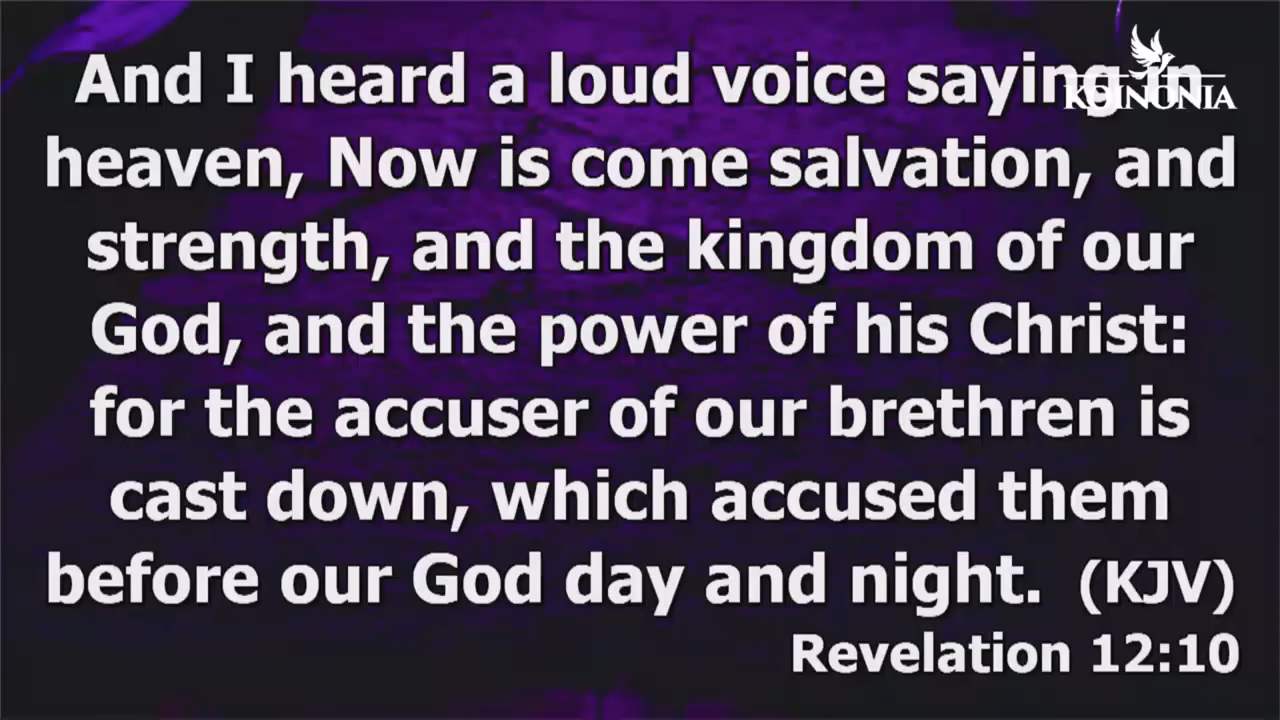 And I heard a loud voice saying in
KOINONIA
heaven, Now is come salvation, and
strength, and the kingdom of our
God, and the power of his Christ:
for the accuser of our brethren is
cast down, which accused them
before our God day and night. (KJV)
Revelation 12:10